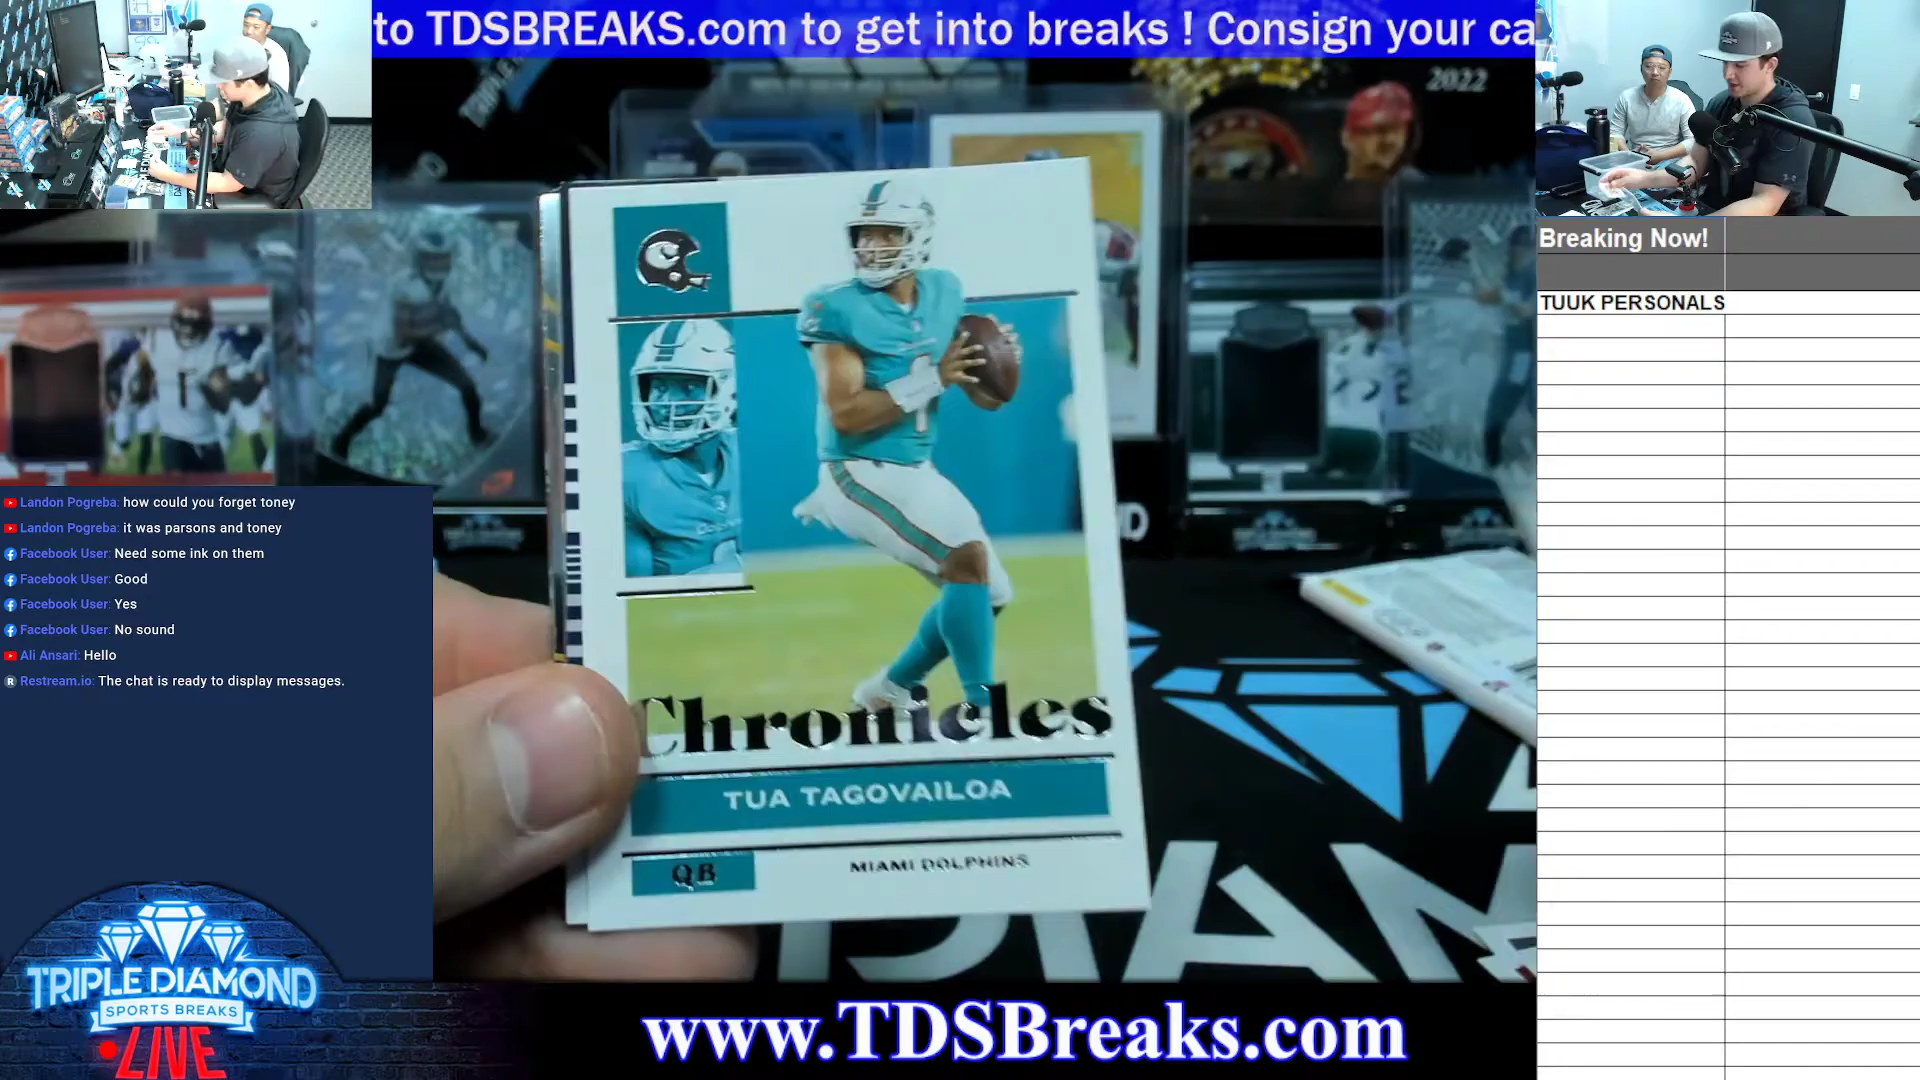 to TDSBREAKS.com to get into breaks ! Consign your ca
2022
Breaking Now!
TUUK PERSONALS
Landon Pogreba: how could you forget toney
Landon Pogreba: it was parsons and toney
Facebook User: Need some ink on them
Facebook User: Good
Facebook User: Yes
Facebook User: No sound
Ali Ansari: Hello
Restream.io: The chat is ready to display messages.
Chronicles
TUA TAGOVAILOA
QB MIAMI DOLPHINS
TRIPLE DIAMOND
SPORTS BREAKS
LIVE
www.TDSBreaks.com